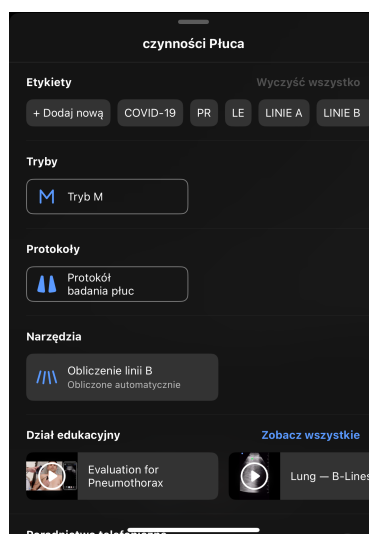 czynności Płuca
Etykiety Wyczyść wszystko
+ Dodaj nową COVID-19 PR LE LINIE A LINIE B
Tryby
M Tryb M
Protokoły
Protokół
badania płuc
Narzędzia
Obliczenie linii B
Obliczone automatycznie
Dział edukacyjny Zobacz wszystkie
Evaluation for
Pneumothorax
Lung — B-Lines